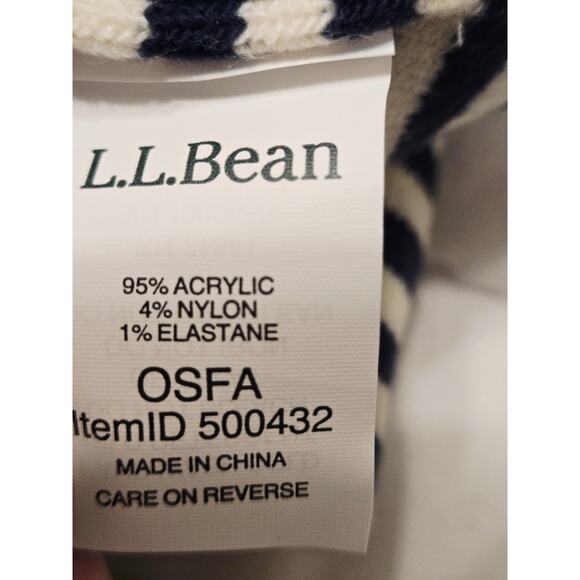 L.L.Bean
95% ACRYLIC
4% NYLON
1% ELASTANE
OSFA
ItemID 500432
MADE IN CHINA
CARE ON REVERSE